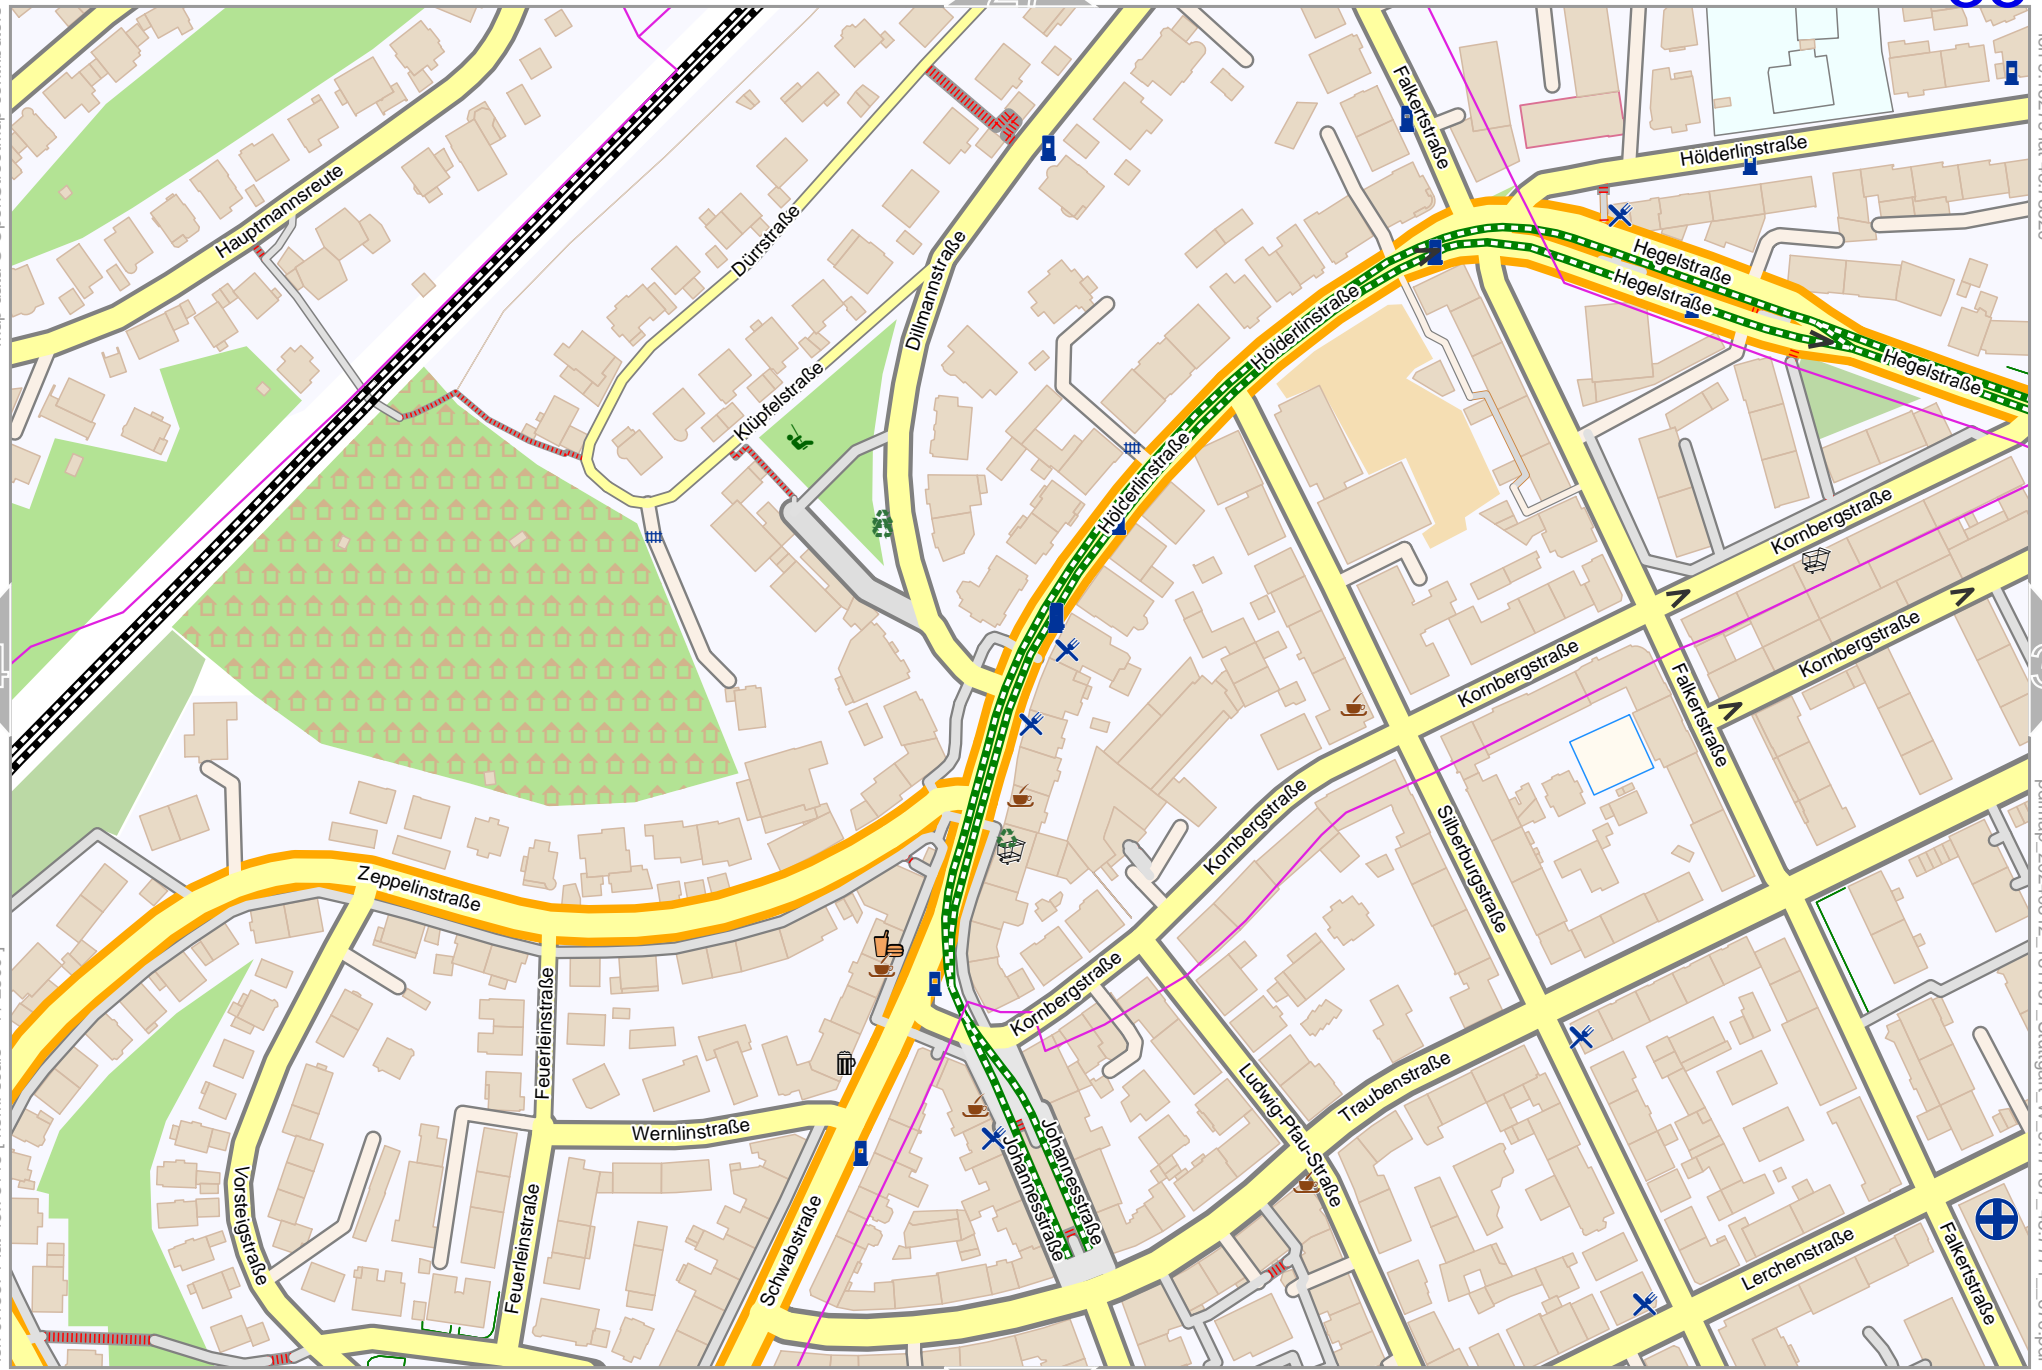 Falkertstraße
Hölderlinstraße
Hauptmannsreute
Dürrstraße
Dillmannstraße
Hegelstraße
Hegelstraße
Hölderlinstraße
Hegelstraße
Klüpfelstraße
Hölderlinstraße
Kornbergstraße
Kornbergstraße
Kornbergstraße
Falkertstraße
Kornbergstraße
Silberburgstraße
Zeppelinstraße
Kornbergstraße
Feuerleinstraße
Ludwig-Pfau-Straße
Traubenstraße
Wernlinstraße
Johannesstraße
Johannesstraße
Vorsteigstraße
Feuerleinstraße
Schwabstraße
Lerchenstraße
Falkertstraße